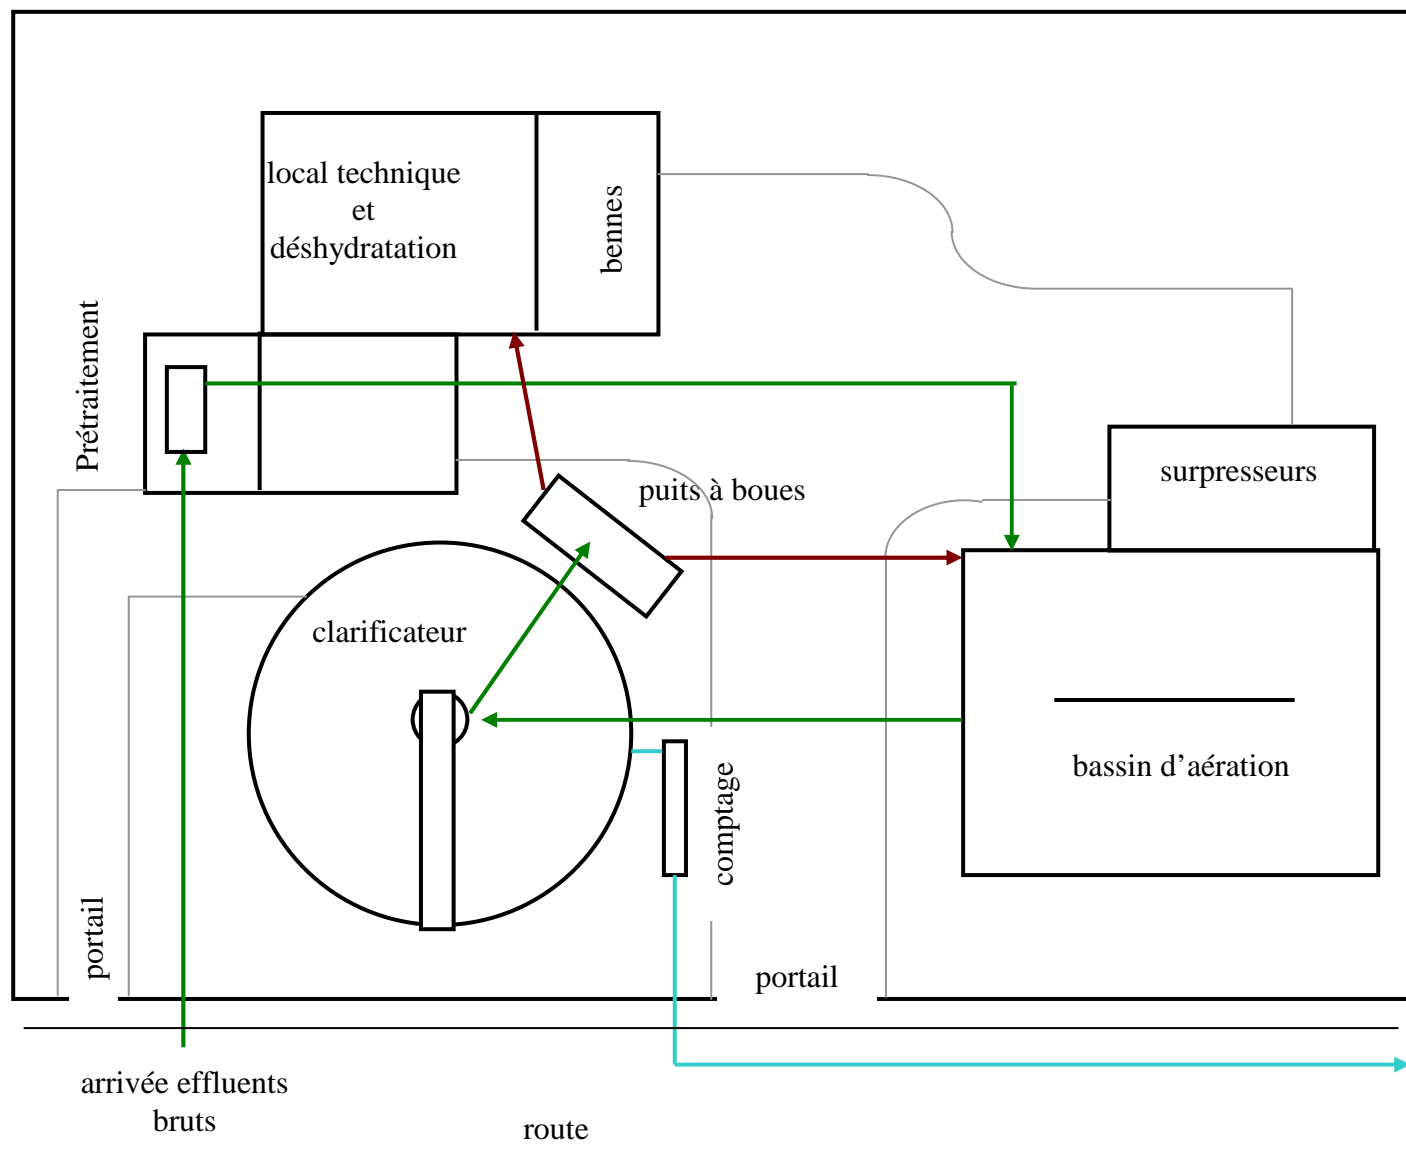 local technique
et
déshydratation
bennes
Prétraitement
surpresseurs
puits à boues
clarificateur
bassin d’aération
comptage
portail
portail
arrivée effluents
bruts
route